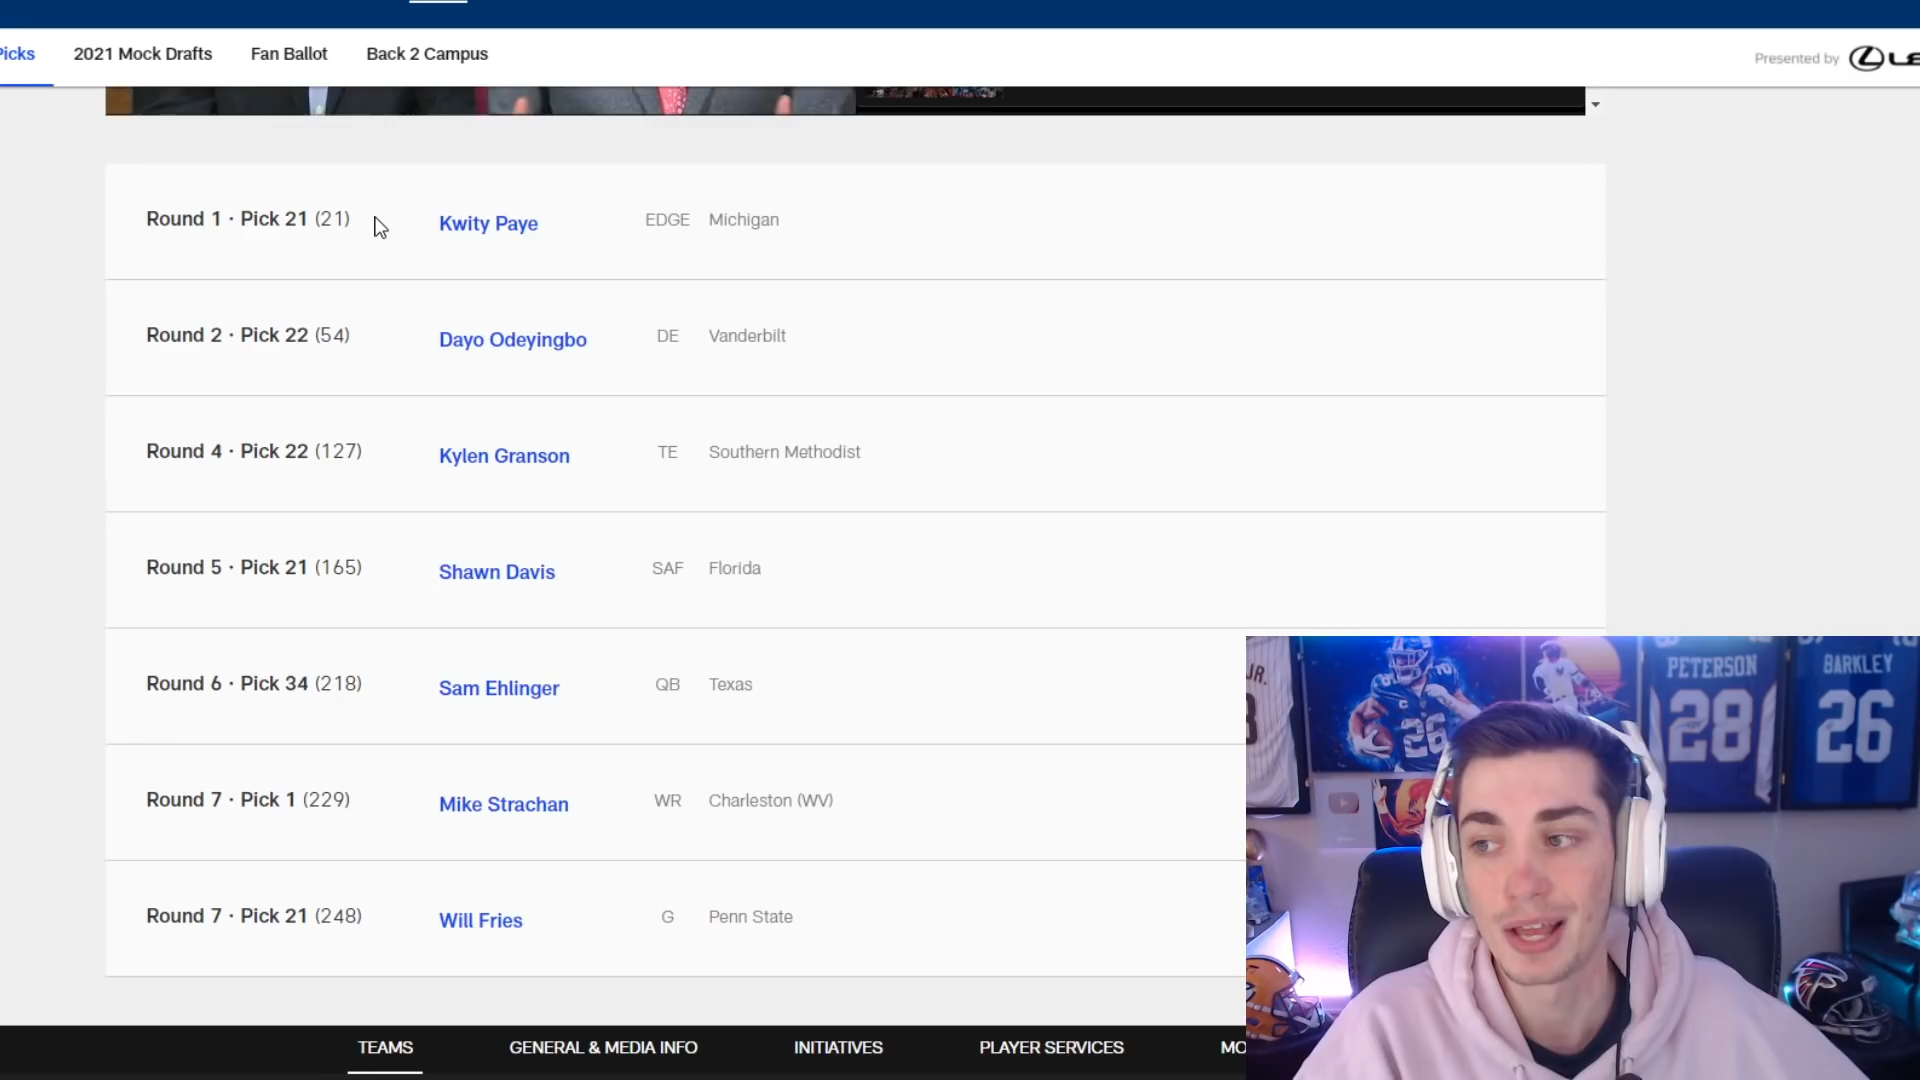 Picks 2021 Mock Drafts Fan Ballot Back 2 Campus Presented by
Round 1 · Pick 21 (21) Kwity Paye EDGE Michigan
Round 2 · Pick 22 (54) Dayo Odeyingbo DE Vanderbilt
Round 4 · Pick 22 (127) Kylen Granson TE Southern Methodist
Round 5 · Pick 21 (165) Shawn Davis SAF Florida
Round 6 · Pick 34 (218) Sam Ehlinger QB Texas
Round 7 · Pick 1 (229) Mike Strachan WR Charleston (WV)
Round 7 · Pick 21 (248) Will Fries G Penn State
JR.
26
PETERSON
28
BARKLEY
26
TEAMS GENERAL & MEDIA INFO INITIATIVES PLAYER SERVICES